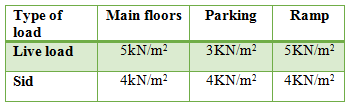 Type of load Main floors Parking Ramp
Live load 5kN/m² 3KN/m² 5KN/m²
Sid 4kN/m² 4KN/m² 4KN/m²